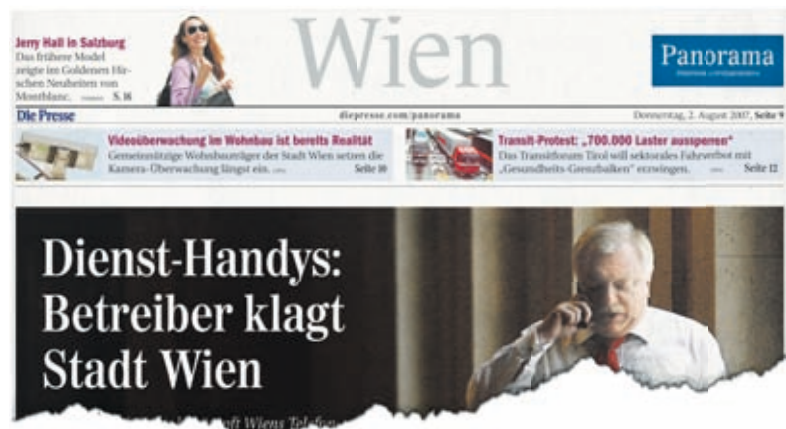 Jerry Hall in Salzburg
Das frühere Model
zeigte im Goldenen Hir-
schen Neuheiten von
Montblanc. S. 16
Wien
Panorama
Die Presse
diepresse.com/panorama
Donnerstag, 2. August 2007, Seite 9
Videoüberwachung im Wohnbau ist bereits Realität
Gemeinnützige Wohnbauträger der Stadt Wien setzen die
Kamera-Überwachung längst ein. Seite 10
Transit-Protest: „700.000 Laster aussperren“
Das Transitforum Tirol will sektorales Fahrverbot mit
„Gesundheits-Grenzbalken“ erzwingen. Seite 12
Dienst-Handys:
Betreiber klagt
Stadt Wien
Wiens